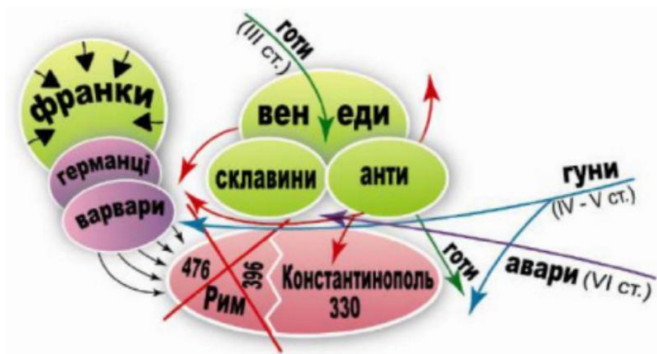 франки
германці
варвари
готи
(III ст.)
вен еди
склавини
анти
гуни
(IV - V ст.)
готи
авари (VI ст.)
476
Рим
396
Константинополь
330